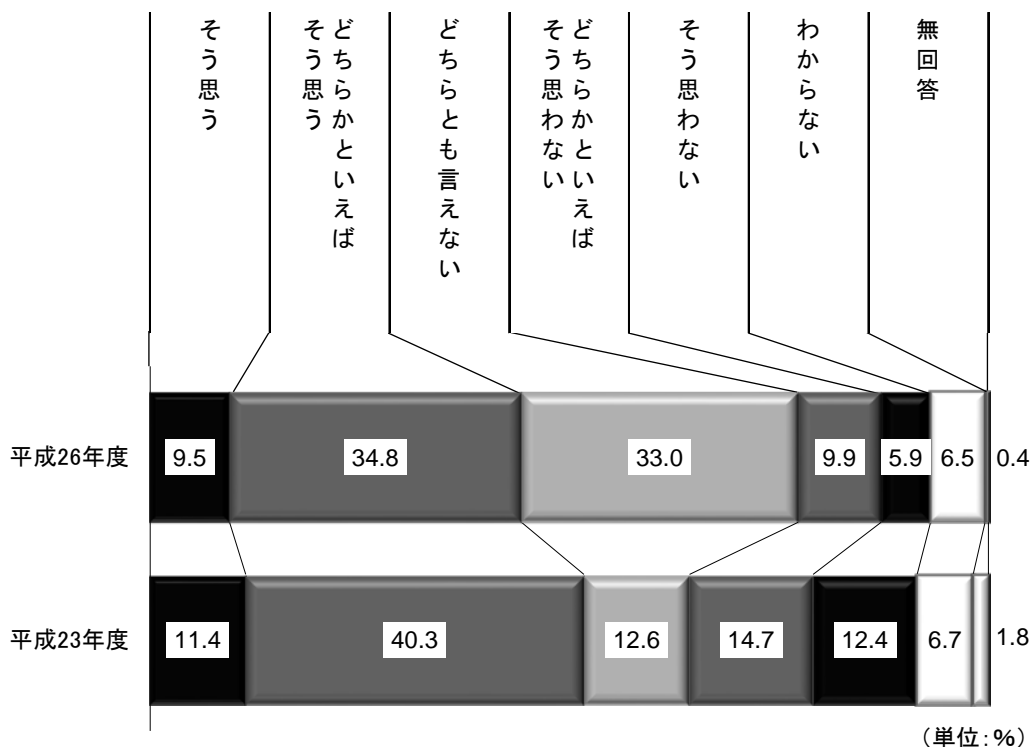 そう思う
どちらかといえば
そう思う
どちらとも言えない
どちらかといえば
そう思わない
そう思わない
わからない
無回答
平成26年度
9.5
34.8
33.0
9.9
5.9
6.5
0.4
平成23年度
11.4
40.3
12.6
14.7
12.4
6.7
1.8
（単位:％）